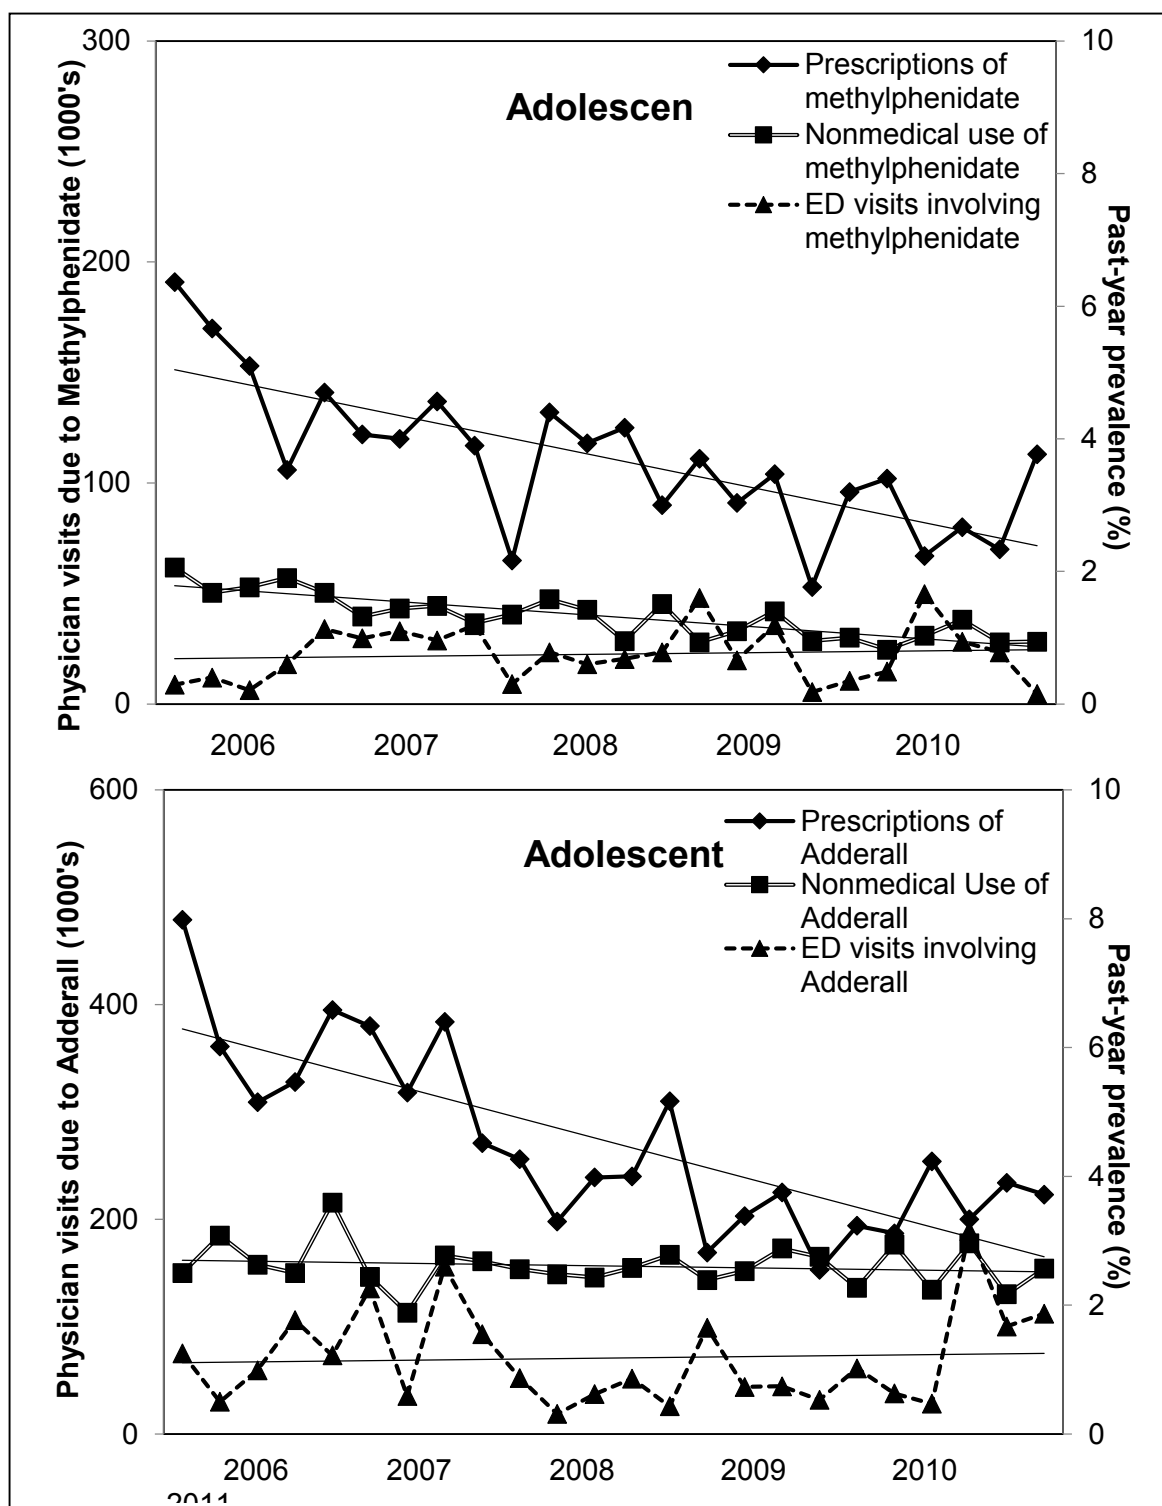 300
200
100
0
Physician visits due to Methylphenidate (1000's)
Adolescen
Prescriptions of
methylphenidate
Nonmedical use of
methylphenidate
ED visits involving
methylphenidate
10
8
6
4
2
0
Past-year prevalence (%)
2006 2007 2008 2009 2010
600
400
200
0
Physician visits due to Adderall (1000's)
Adolescent
Prescriptions of
Adderall
Nonmedical Use of
Adderall
ED visits involving
Adderall
10
8
6
4
2
0
Past-year prevalence (%)
2006 2007 2008 2009 2010
2011